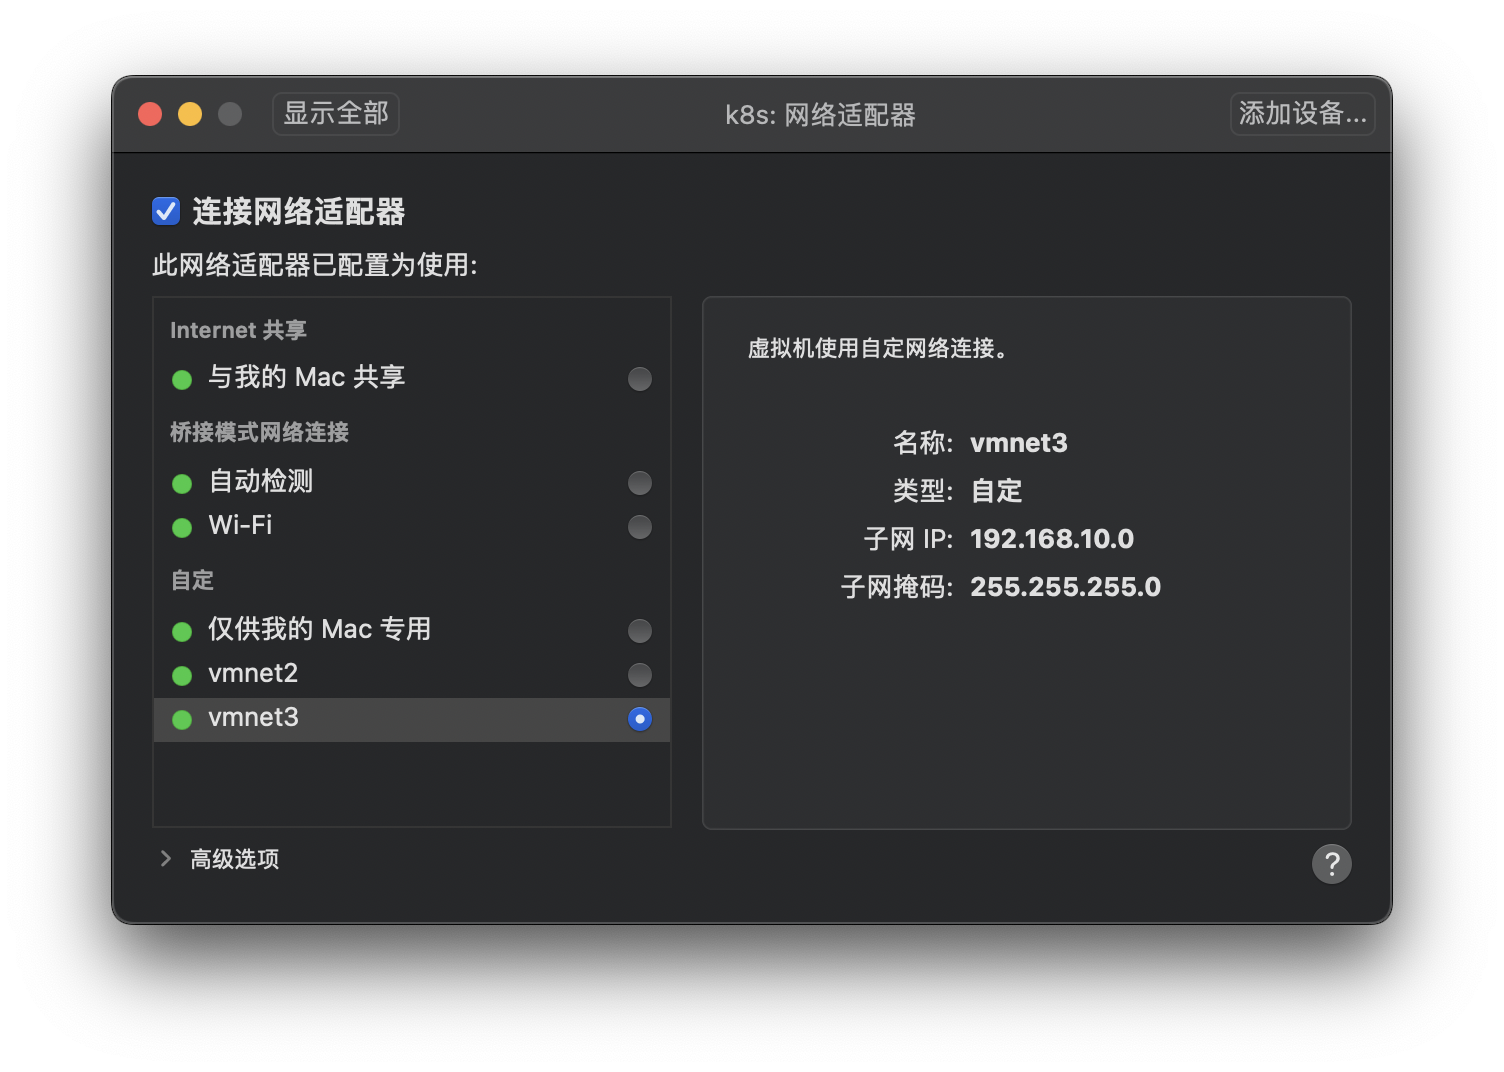 显示全部
k8s: 网络适配器
添加设备...
连接网络适配器
此网络适配器已配置为使用:
Internet 共享
与我的 Mac 共享
桥接模式网络连接
自动检测
Wi-Fi
自定
仅供我的 Mac 专用
vmnet2
vmnet3
虚拟机使用自定网络连接。
名称: vmnet3
类型: 自定
子网 IP: 192.168.10.0
子网掩码: 255.255.255.0
高级选项
?